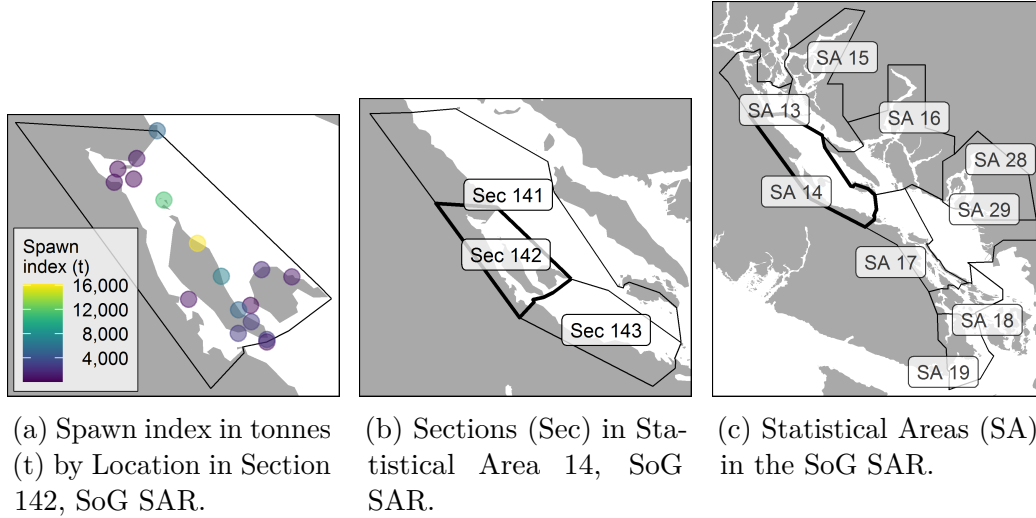 Spawn
index (t)
16,000
12,000
8,000
4,000
Sec 141
Sec 142
Sec 143
SA 15
SA 13
SA 16
SA 28
SA 14
SA 29
SA 17
SA 18
SA 19
(a) Spawn index in tonnes
(t) by Location in Section
142, SoG SAR.
(b) Sections (Sec) in Sta-
tistical Area 14, SoG
SAR.
(c) Statistical Areas (SA)
in the SoG SAR.